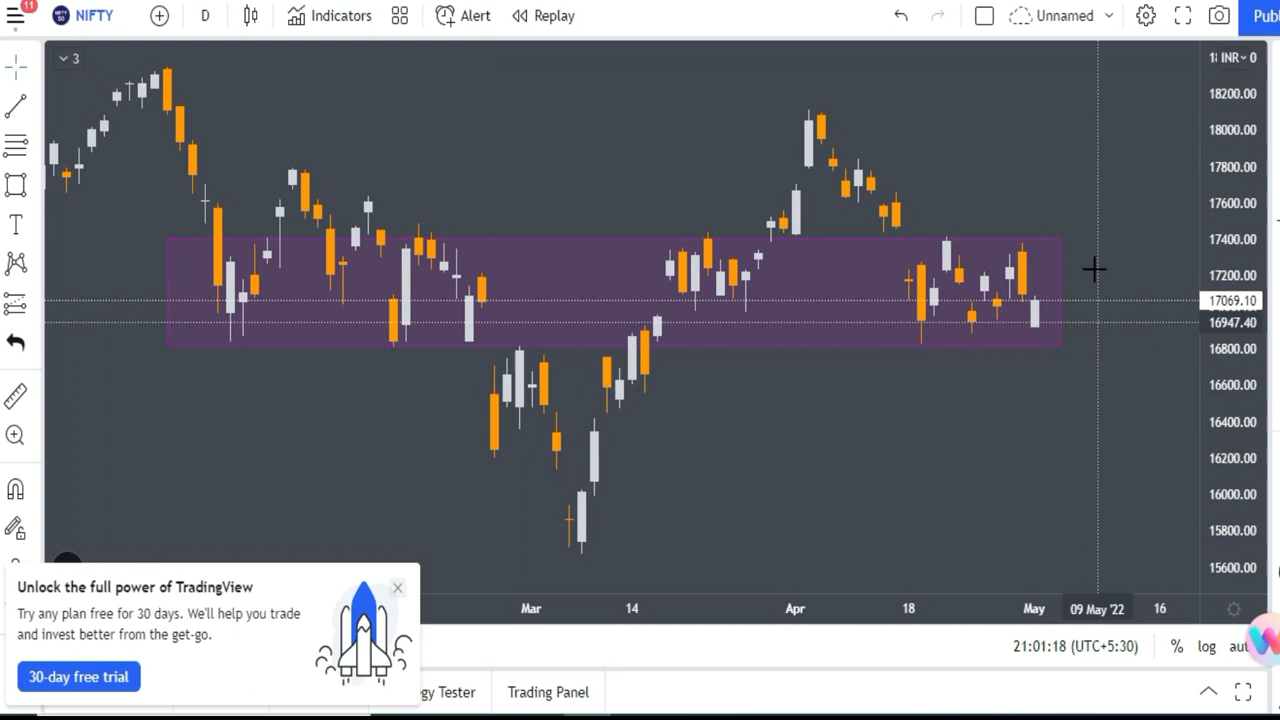 11
NIFTY 50
NIFTY
D
Indicators
Alert
Replay
Unnamed
Publ
3
INR
0
18200.00
18000.00
17800.00
17600.00
17400.00
17200.00
17069.10
16947.40
16800.00
16600.00
16400.00
16200.00
16000.00
15800.00
15600.00
T
Mar
14
Apr
18
May
09 May '22
16
Unlock the full power of TradingView
Try any plan free for 30 days. We'll help you trade
and invest better from the get-go.
30-day free trial
21:01:18 (UTC+5:30)
%
log
aut
gy Tester
Trading Panel